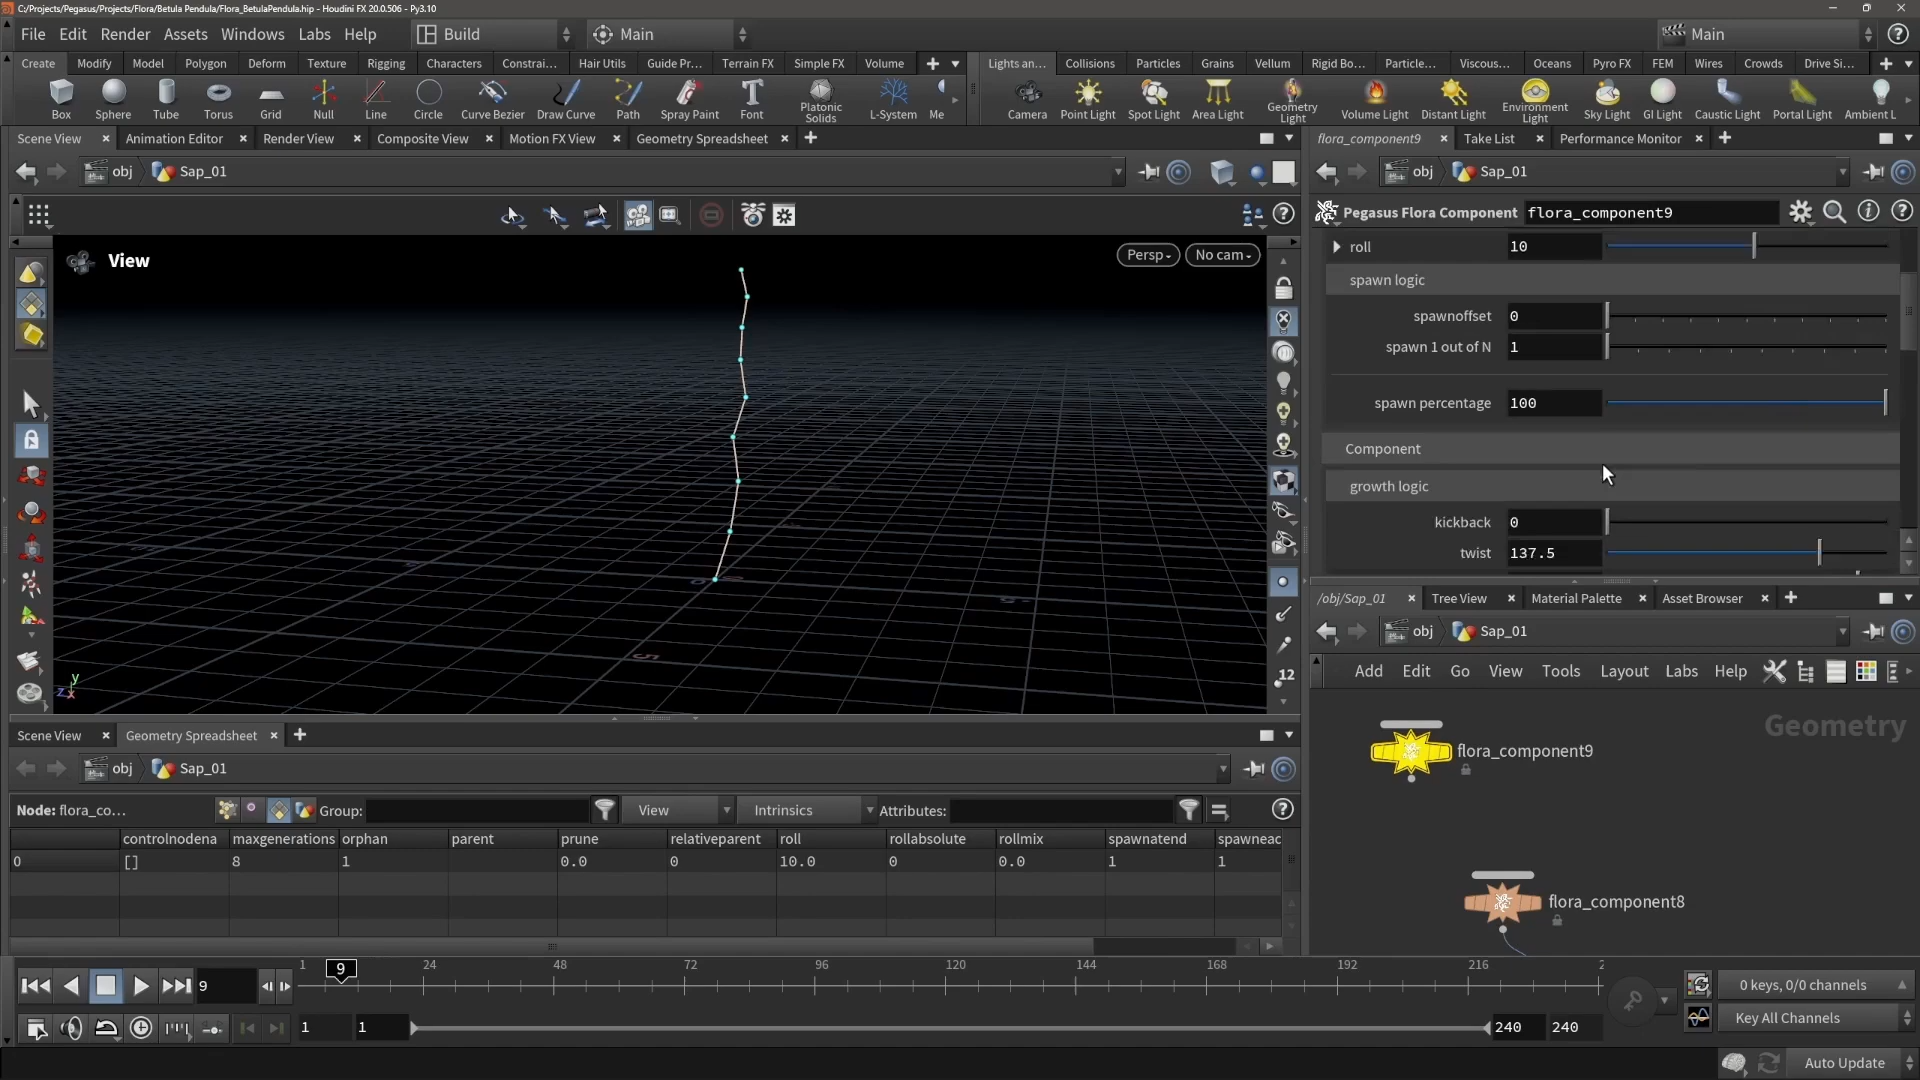 C:/Projects/Pegasus/Projects/Flora/Betula Pendula/Flora_BetulaPendula.hip - Houdini FX 20.0.506 - Py3.10
File Edit Render Assets Windows Labs Help Build Main Main
Create Modify Model Polygon Deform Texture Rigging Characters Constrai... Hair Utils Guide Pr... Terrain FX Simple FX Volume
Lights an... Collisions Particles Grains Vellum Rigid Bo... Particle... Viscous... Oceans Pyro FX FEM Wires Crowds Drive Si...
Box Sphere Tube Torus Grid Null Line Circle Curve Bezier Draw Curve Path Spray Paint Font Platonic Solids L-System Me
Camera Point Light Spot Light Area Light Geometry Light Volume Light Distant Light Environment Light Sky Light GI Light Caustic Light Portal Light Ambient L
Scene View Animation Editor Render View Composite View Motion FX View Geometry Spreadsheet
flora_component9 Take List Performance Monitor
obj Sap_01
obj Sap_01
Pegasus Flora Component flora_component9
View
Persp No cam
roll 10
spawn logic
spawnoffset 0
spawn 1 out of N 1
spawn percentage 100
Component
growth logic
kickback 0
twist 137.5
12
/obj/Sap_01 Tree View Material Palette Asset Browser
obj Sap_01
Add Edit Go View Tools Layout Labs Help
Geometry
flora_component9
flora_component8
Scene View Geometry Spreadsheet
obj Sap_01
Node: flora_co... Group: View Intrinsics Attributes:
controlnodena maxgenerations orphan parent prune relativeparent roll rollabsolute rollmix spawnatend spawneac
0 [] 8 1 0.0 0 10.0 0 0.0 1 1
9 1 9 24 48 72 96 120 144 168 192 216 2
0 keys, 0/0 channels
1 1 240 240
Key All Channels
Auto Update